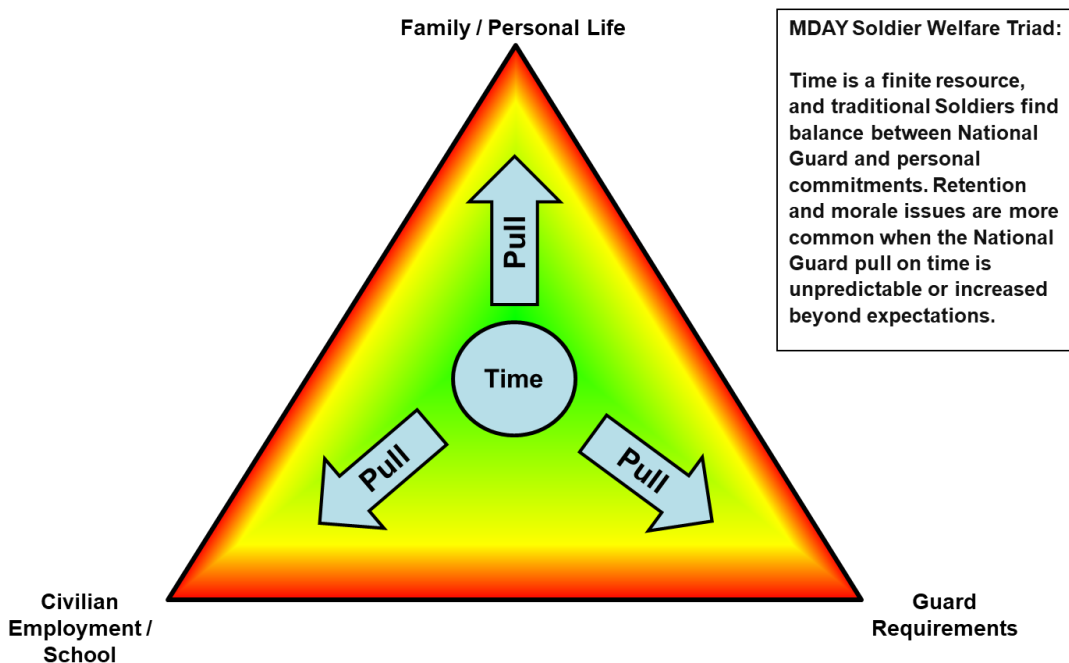 Family / Personal Life
MDAY Soldier Welfare Triad:
Time is a finite resource,
and traditional Soldiers find
balance between National
Guard and personal
commitments. Retention
and morale issues are more
common when the National
Guard pull on time is
unpredictable or increased
beyond expectations.
Pull
Time
Pull
Pull
Civilian
Employment /
School
Guard
Requirements